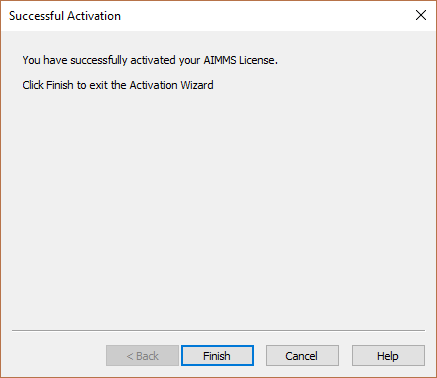 Successful Activation
You have successfully activated your AIMMS License.
Click Finish to exit the Activation Wizard
< Back Finish Cancel Help